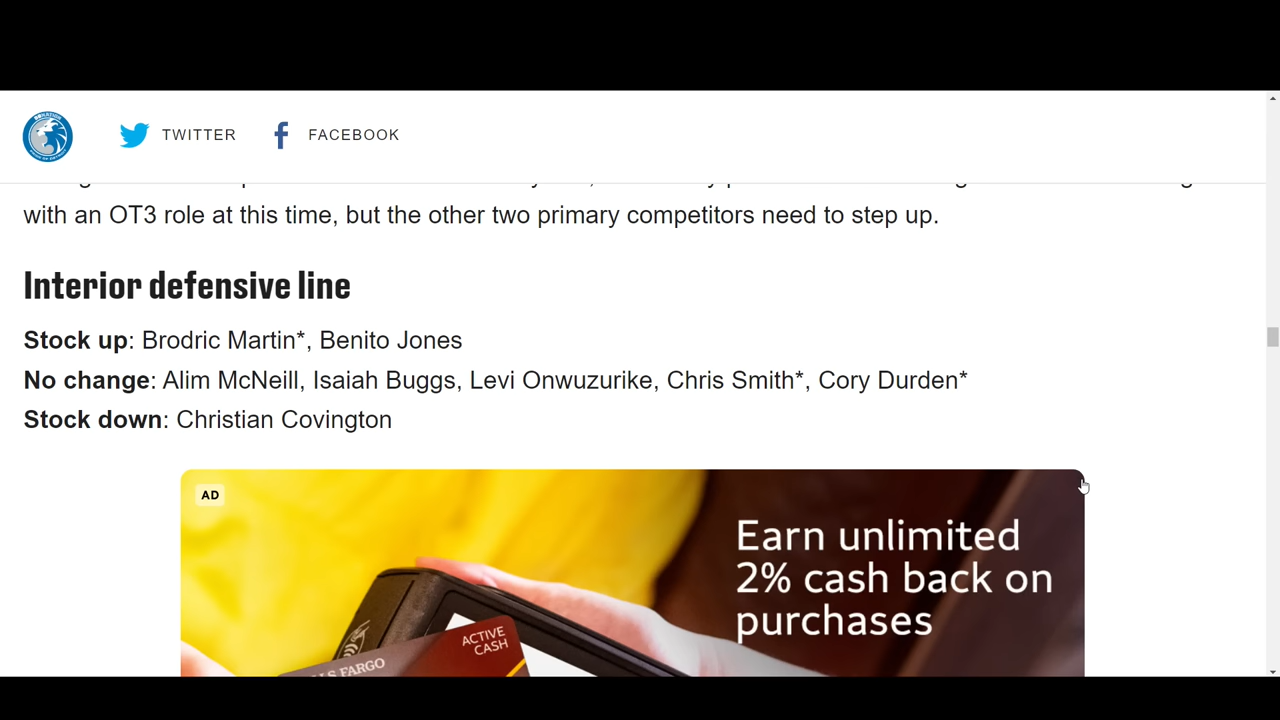 TWITTER FACEBOOK
with an OT3 role at this time, but the other two primary competitors need to step up.
Interior defensive line
Stock up: Brodric Martin*, Benito Jones
No change: Alim McNeill, Isaiah Buggs, Levi Onwuzurike, Chris Smith*, Cory Durden*
Stock down: Christian Covington
AD
Earn unlimited
2% cash back on
purchases
ACTIVE
CASH
FARGO